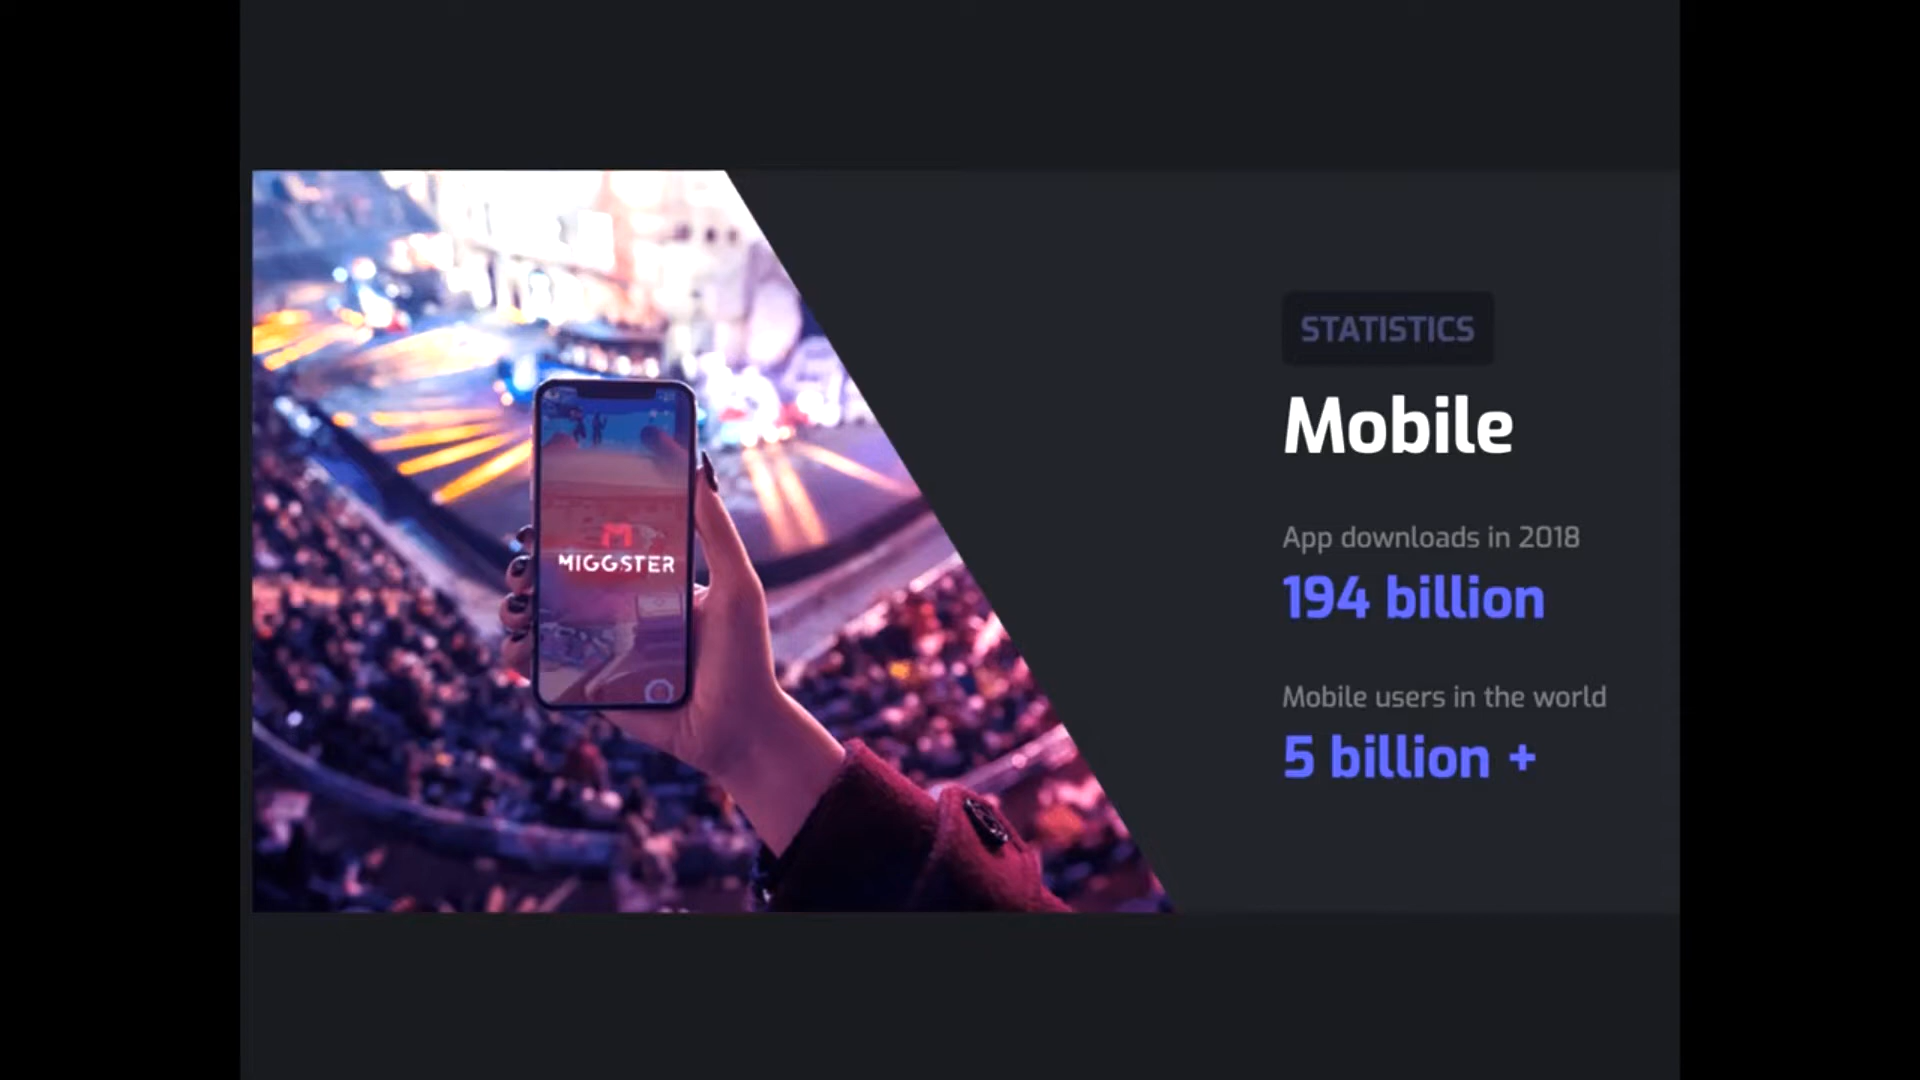 M
MIGGSTER
STATISTICS
Mobile
App downloads in 2018
194 billion
Mobile users in the world
5 billion +